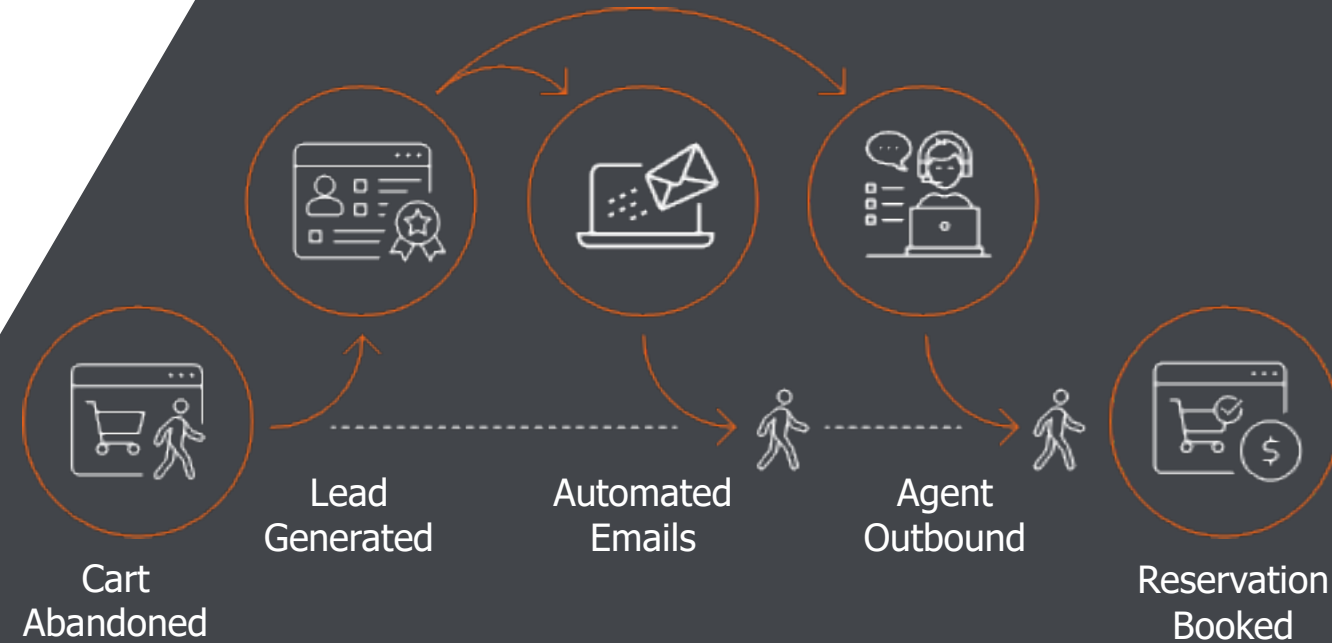 Cart
Abandoned
Lead
Generated
Automated
Emails
Agent
Outbound
Reservation
Booked
$